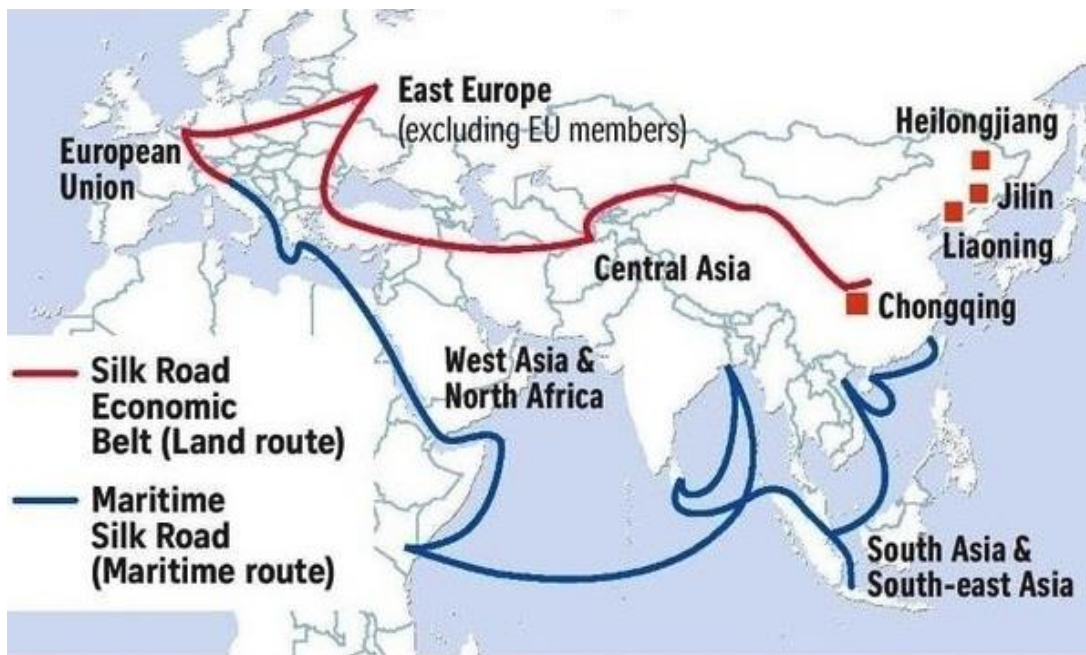 East Europe
(excluding EU members)
European
Union
Heilongjiang
Jilin
Liaoning
Central Asia
Chongqing
West Asia &
North Africa
South Asia &
South-east Asia
Silk Road
Economic
Belt (Land route)
Maritime
Silk Road
(Maritime route)